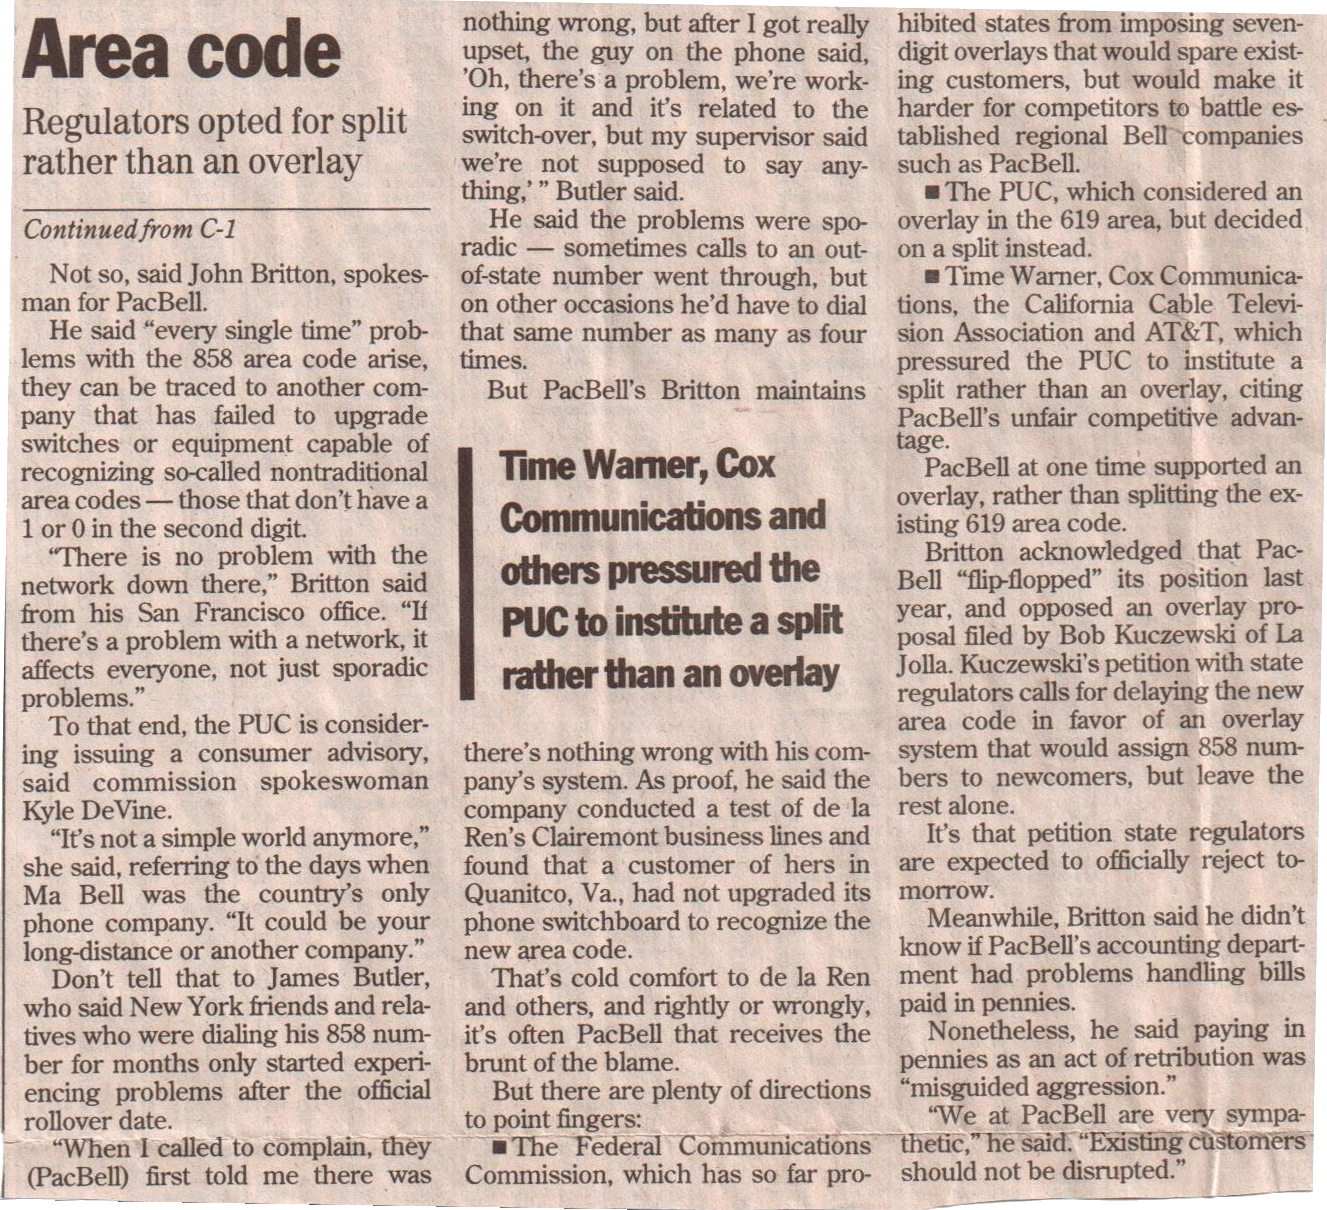 Area code
Regulators opted for split
rather than an overlay
Continued from C-1
Not so, said John Britton, spokes-
man for PacBell.
He said “every single time” prob-
lems with the 858 area code arise,
they can be traced to another com-
pany that has failed to upgrade
switches or equipment capable of
recognizing so-called nontraditional
area codes — those that don't have a
1 or 0 in the second digit.
“There is no problem with the
network down there,” Britton said
from his San Francisco office. “If
there's a problem with a network, it
affects everyone, not just sporadic
problems.”
To that end, the PUC is consider-
ing issuing a consumer advisory,
said commission spokeswoman
Kyle DeVine.
“It's not a simple world anymore,”
she said, referring to the days when
Ma Bell was the country's only
phone company. “It could be your
long-distance or another company.”
Don't tell that to James Butler,
who said New York friends and rela-
tives who were dialing his 858 num-
ber for months only started experi-
encing problems after the official
rollover date.
“When I called to complain, they
(PacBell) first told me there was
nothing wrong, but after I got really
upset, the guy on the phone said,
'Oh, there's a problem, we're work-
ing on it and it's related to the
switch-over, but my supervisor said
we're not supposed to say any-
thing,' ” Butler said.
He said the problems were spo-
radic — sometimes calls to an out-
of-state number went through, but
on other occasions he'd have to dial
that same number as many as four
times.
But PacBell's Britton maintains
Time Warner, Cox
Communications and
others pressured the
PUC to institute a split
rather than an overlay
there's nothing wrong with his com-
pany's system. As proof, he said the
company conducted a test of de la
Ren's Clairemont business lines and
found that a customer of hers in
Quanitco, Va., had not upgraded its
phone switchboard to recognize the
new area code.
That's cold comfort to de la Ren
and others, and rightly or wrongly,
it's often PacBell that receives the
brunt of the blame.
But there are plenty of directions
to point fingers:
■ The Federal Communications
Commission, which has so far pro-
hibited states from imposing seven-
digit overlays that would spare exist-
ing customers, but would make it
harder for competitors to battle es-
tablished regional Bell companies
such as PacBell.
■ The PUC, which considered an
overlay in the 619 area, but decided
on a split instead.
■ Time Warner, Cox Communica-
tions, the California Cable Televi-
sion Association and AT&T, which
pressured the PUC to institute a
split rather than an overlay, citing
PacBell's unfair competitive advan-
tage.
PacBell at one time supported an
overlay, rather than splitting the ex-
isting 619 area code.
Britton acknowledged that Pac-
Bell “flip-flopped” its position last
year, and opposed an overlay pro-
posal filed by Bob Kuczewski of La
Jolla. Kuczewski's petition with state
regulators calls for delaying the new
area code in favor of an overlay
system that would assign 858 num-
bers to newcomers, but leave the
rest alone.
It's that petition state regulators
are expected to officially reject to-
morrow.
Meanwhile, Britton said he didn't
know if PacBell's accounting depart-
ment had problems handling bills
paid in pennies.
Nonetheless, he said paying in
pennies as an act of retribution was
“misguided aggression.”
“We at PacBell are very sympa-
thetic,” he said. “Existing customers
should not be disrupted.”